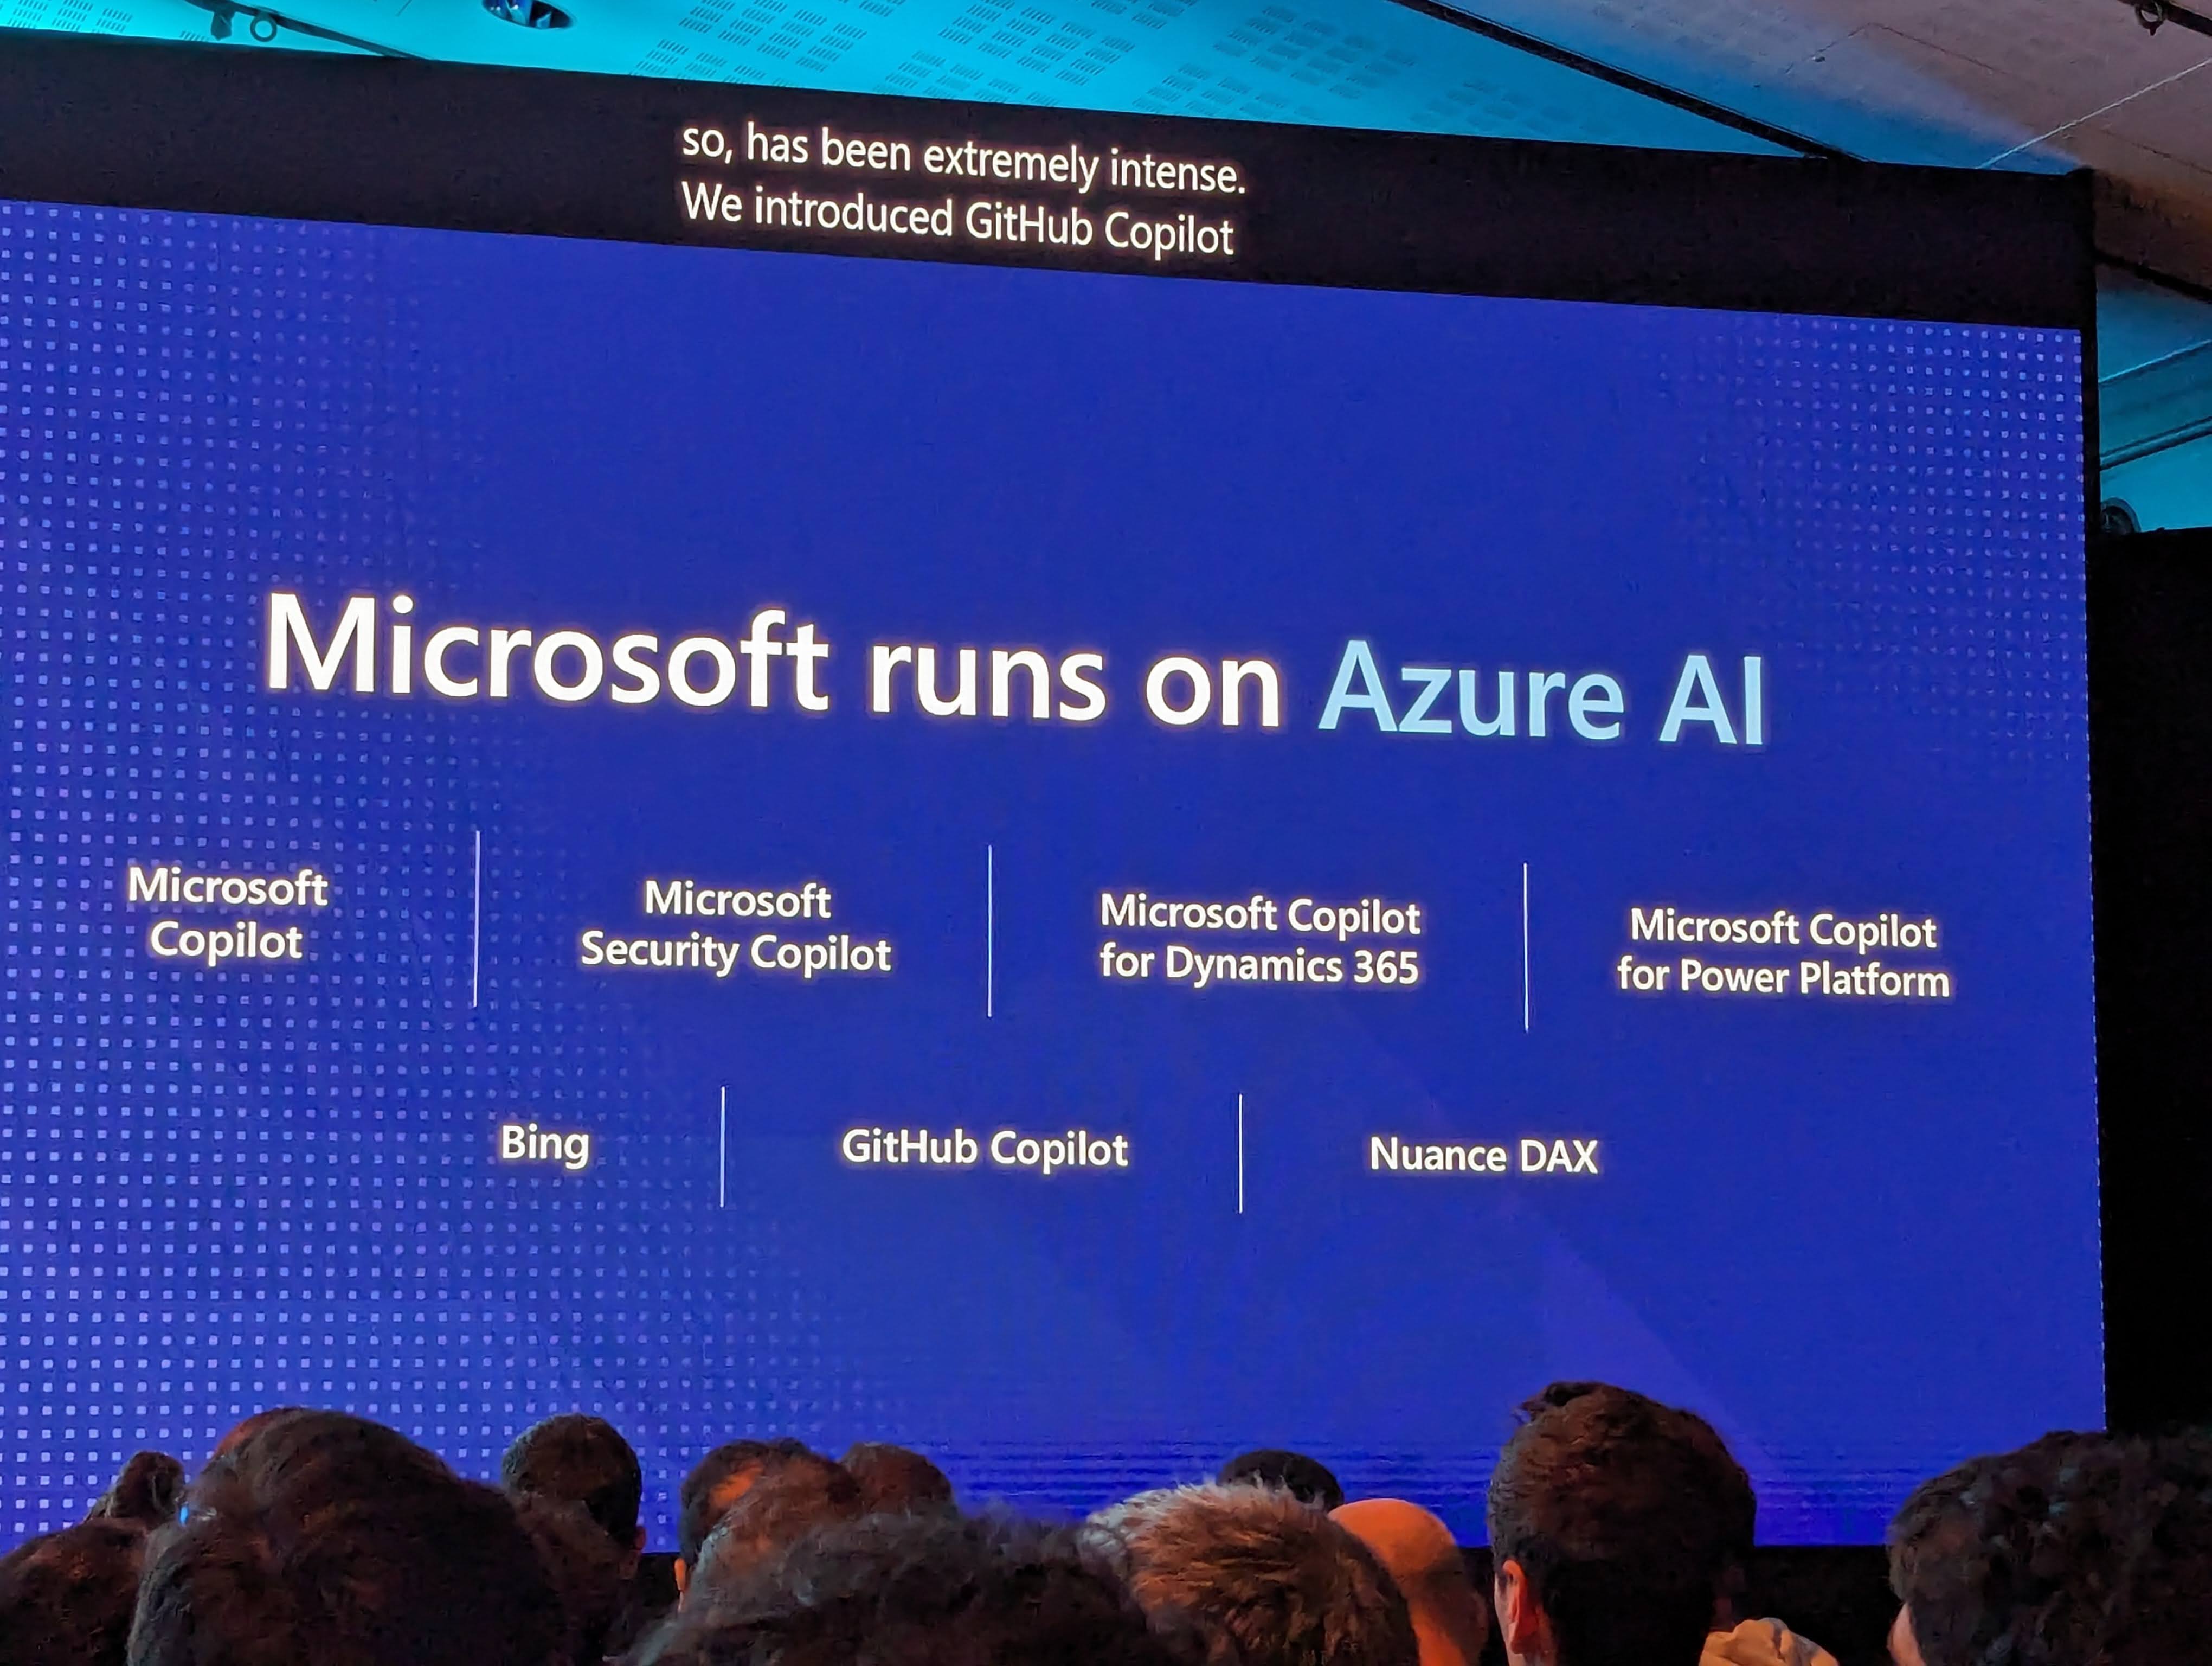 so, has been extremely intense.
We introduced GitHub Copilot
Microsoft runs on Azure AI
Microsoft
Copilot
Microsoft
Security Copilot
Microsoft Copilot
for Dynamics 365
Microsoft Copilot
for Power Platform
Bing
GitHub Copilot
Nuance DAX